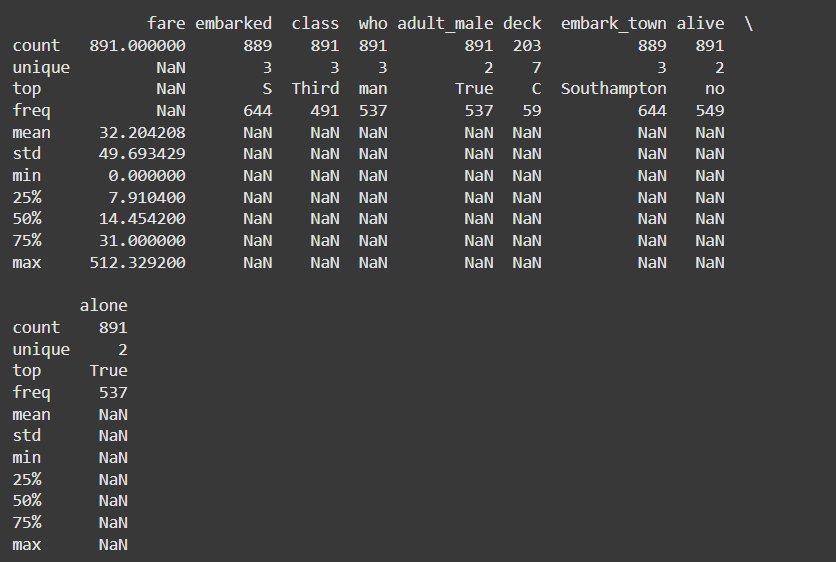 fare embarked class who adult_male deck embark_town alive \
count 891.000000 889 891 891 891 203 889 891
unique NaN 3 3 3 2 7 3 2
top NaN S Third man True C Southampton no
freq NaN 644 491 537 537 59 644 549
mean 32.204208 NaN NaN NaN NaN NaN NaN NaN
std 49.693429 NaN NaN NaN NaN NaN NaN NaN
min 0.000000 NaN NaN NaN NaN NaN NaN NaN
25% 7.910400 NaN NaN NaN NaN NaN NaN NaN
50% 14.454200 NaN NaN NaN NaN NaN NaN NaN
75% 31.000000 NaN NaN NaN NaN NaN NaN NaN
max 512.329200 NaN NaN NaN NaN NaN NaN NaN
alone
count 891
unique 2
top True
freq 537
mean NaN
std NaN
min NaN
25% NaN
50% NaN
75% NaN
max NaN